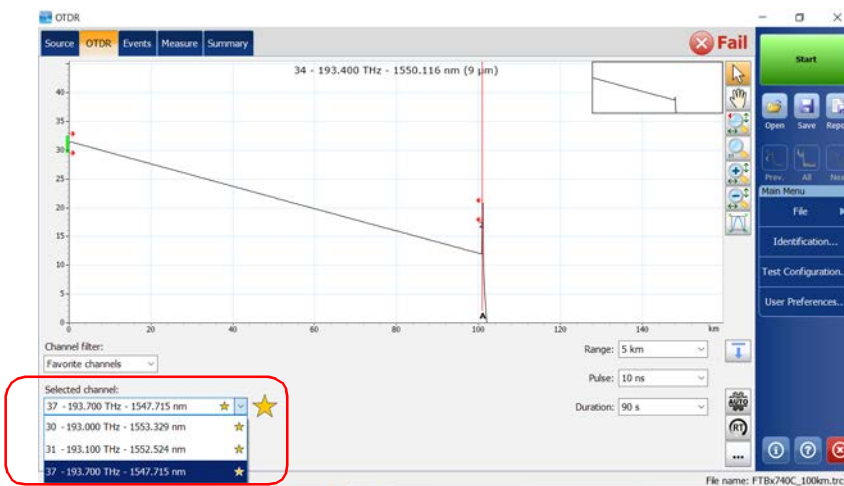 OTDR
Source OTDR Events Measure Summary
Fail
34 - 193.400 THz - 1550.116 nm (9 µm)
40
35
30
25
20
15
10
5
0
0 20 40 60 80 100 120 140 km
A
Start
Open Save Repo
Prev. All Nex
Main Menu
File
Identification...
Test Configuration.
User Preferences..
Channel filter:
Favorite channels
Range: 5 km
Pulse: 10 ns
Duration: 90 s
AUTO
RT
...
Selected channel:
37 - 193.700 THz - 1547.715 nm
30 - 193.000 THz - 1553.329 nm
31 - 193.100 THz - 1552.524 nm
37 - 193.700 THz - 1547.715 nm
File name: FTBx740C_100km.trc